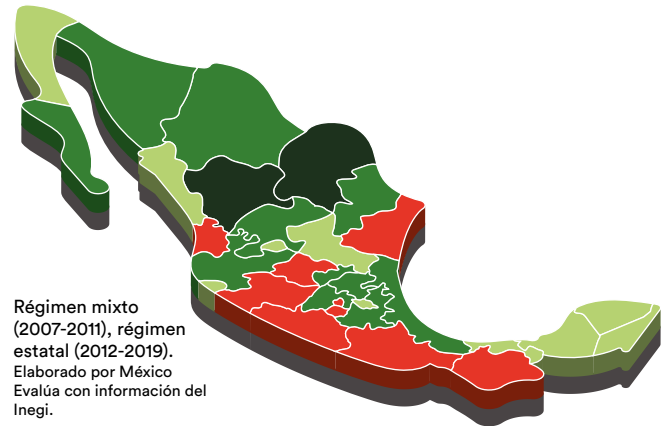 Régimen mixto
(2007-2011), régimen
estatal (2012-2019).
Elaborado por México
Evalúa con información del
Inegi.